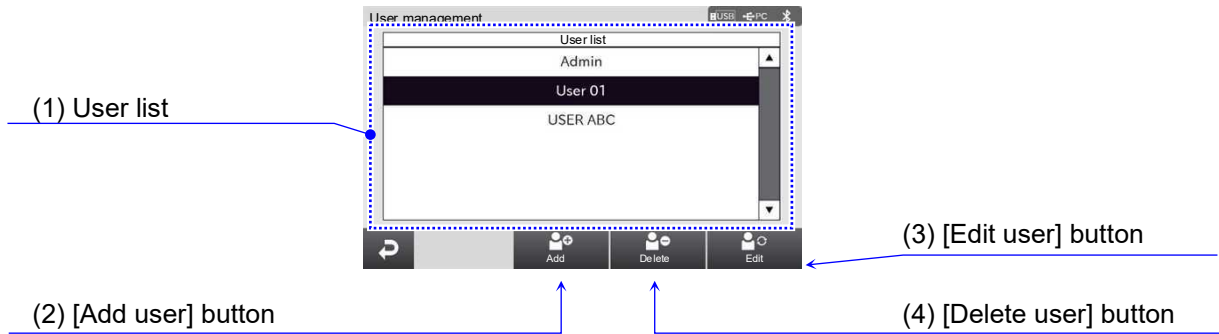 User management
USB PC
User list
Admin
User 01
USER ABC
(1) User list
(3) [Edit user] button
Add
Delete
Edit
(2) [Add user] button
(4) [Delete user] button